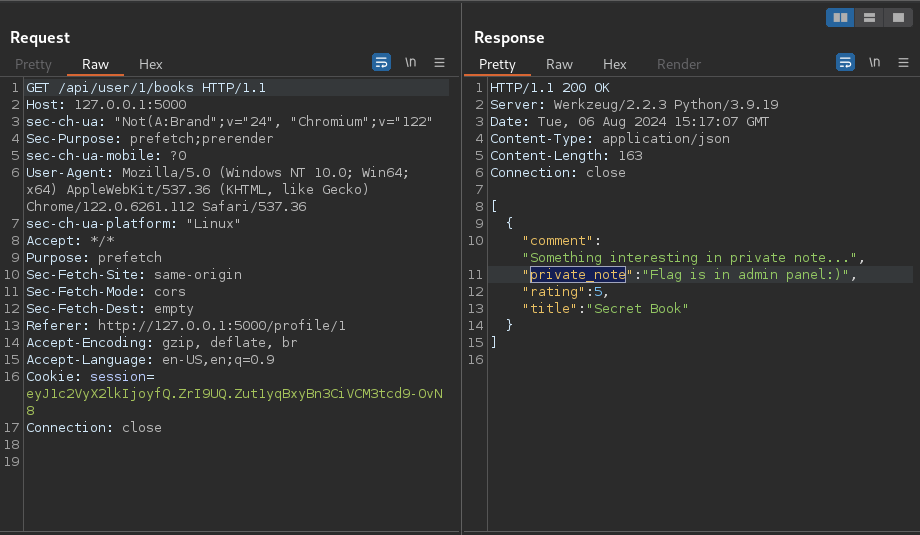 Request
Pretty Raw Hex \n
1 GET /api/user/1/books HTTP/1.1
2 Host: 127.0.0.1:5000
3 sec-ch-ua: "Not(A:Brand";v="24", "Chromium";v="122"
4 Sec-Purpose: prefetch;prerender
5 sec-ch-ua-mobile: ?0
6 User-Agent: Mozilla/5.0 (Windows NT 10.0; Win64;
x64) AppleWebKit/537.36 (KHTML, like Gecko)
Chrome/122.0.6261.112 Safari/537.36
7 sec-ch-ua-platform: "Linux"
8 Accept: */*
9 Purpose: prefetch
10 Sec-Fetch-Site: same-origin
11 Sec-Fetch-Mode: cors
12 Sec-Fetch-Dest: empty
13 Referer: http://127.0.0.1:5000/profile/1
14 Accept-Encoding: gzip, deflate, br
15 Accept-Language: en-US,en;q=0.9
16 Cookie: session=
eyJ1c2VyX2lkIjoyfQ.ZrI9UQ.Zut1yqBxyBn3CiVCM3tcd9-OvN
8
17 Connection: close
18
19
Response
Pretty Raw Hex Render \n
1 HTTP/1.1 200 OK
2 Server: Werkzeug/2.2.3 Python/3.9.19
3 Date: Tue, 06 Aug 2024 15:17:07 GMT
4 Content-Type: application/json
5 Content-Length: 163
6 Connection: close
7
8 [
9 {
10 "comment":
"Something interesting in private note...",
11 "private_note":"Flag is in admin panel:)",
12 "rating":5,
13 "title":"Secret Book"
14 }
15 ]
16